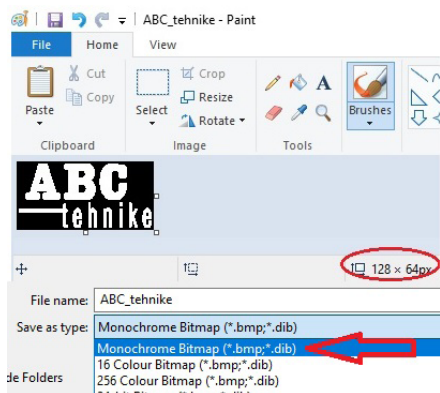 ABC_tehnike - Paint
File Home View
Paste
Cut
Copy
Select
Crop
Resize
Rotate
A
Brushes
Clipboard Image Tools
ABC
tehnike
128 × 64px
File name: ABC_tehnike
Save as type: Monochrome Bitmap (*.bmp;*.dib)
Monochrome Bitmap (*.bmp;*.dib)
16 Colour Bitmap (*.bmp;*.dib)
de Folders
256 Colour Bitmap (*.bmp;*.dib)